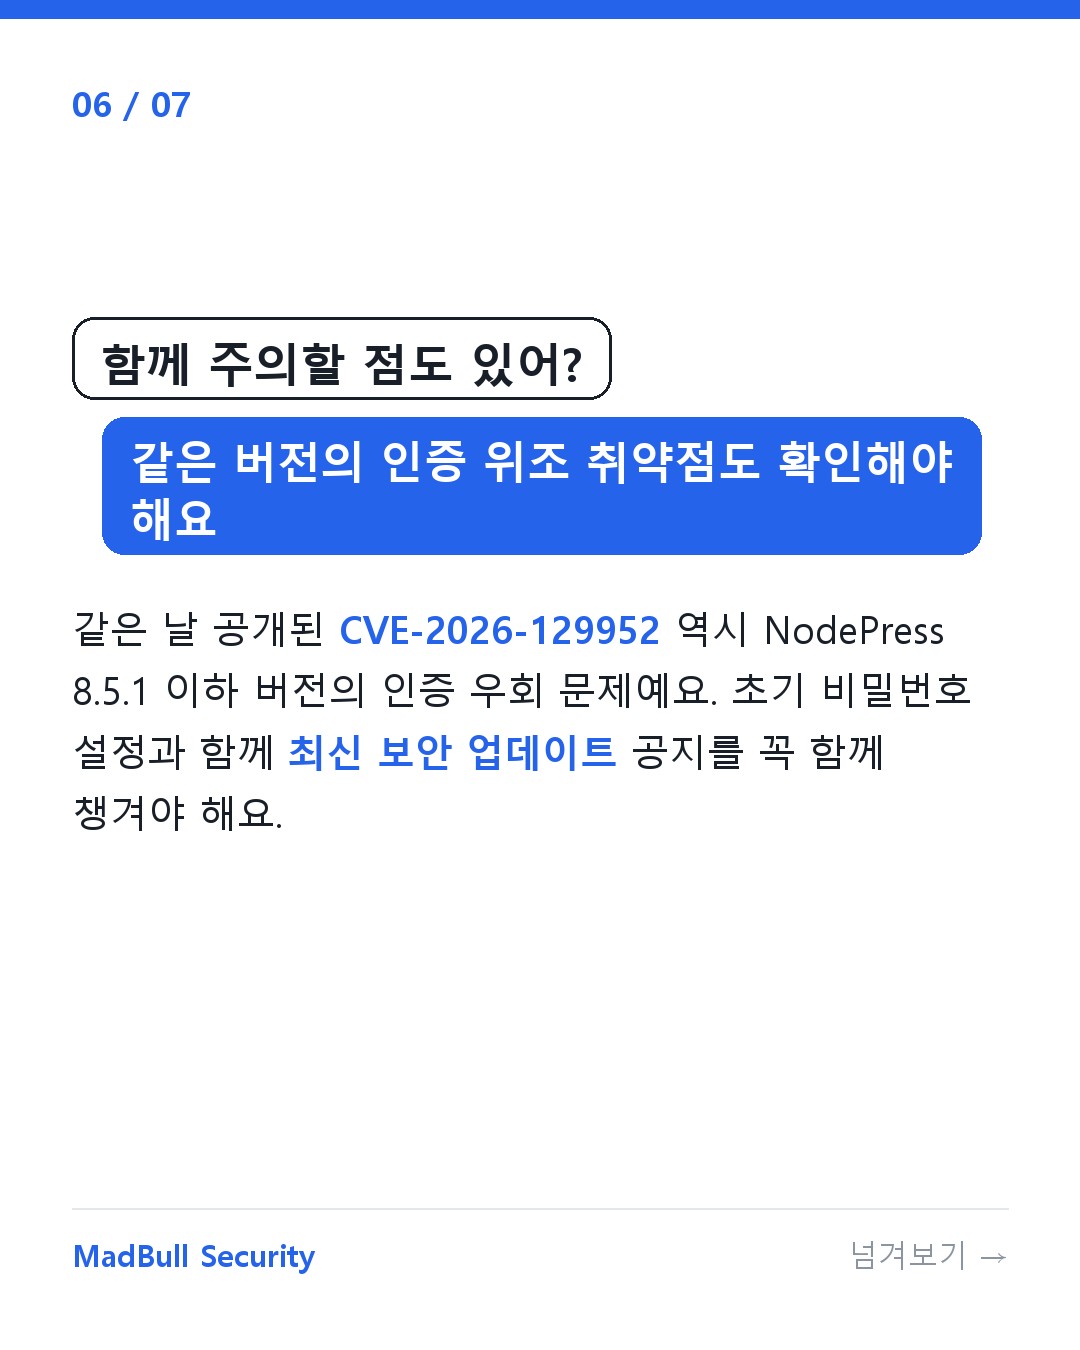 06 / 07
함께 주의할 점도 있어?
같은 버전의 인증 위조 취약점도 확인해야
해요
같은 날 공개된 CVE-2026-129952 역시 NodePress
8.5.1 이하 버전의 인증 우회 문제예요. 초기 비밀번호
설정과 함께 최신 보안 업데이트 공지를 꼭 함께
챙겨야 해요.
MadBull Security
넘겨보기 →